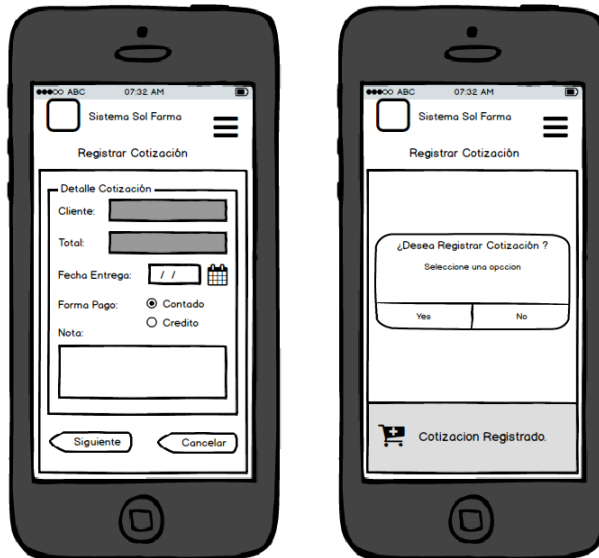 ABC 07:32 AM
Sistema Sol Farma
Registrar Cotización
Detalle Cotización
Cliente:
Total:
Fecha Entrega: / /
Forma Pago: Contado
Credito
Nota:
Siguiente Cancelar
ABC 07:32 AM
Sistema Sol Farma
Registrar Cotización
¿Desea Registrar Cotización ?
Seleccione una opccion
Yes No
Cotizacion Registrado.